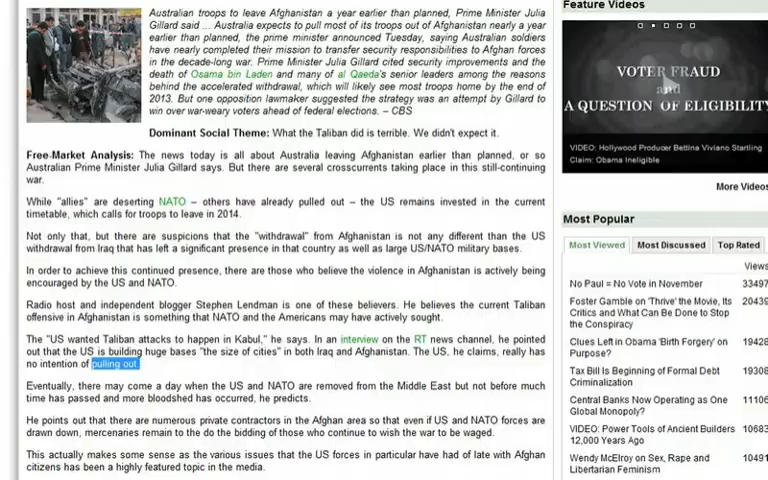 Australian troops to leave Afghanistan a year earlier than planned, Prime Minister Julia
Gillard said ... Australia expects to pull most of its troops out of Afghanistan nearly a year
earlier than planned, the prime minister announced Tuesday, saying Australian soldiers
have nearly completed their mission to transfer security responsibilities to Afghan forces
in the decade-long war. Prime Minister Julia Gillard cited security improvements and the
death of Osama bin Laden and many of al Qaeda's senior leaders among the reasons
behind the accelerated withdrawal, which will likely see most troops home by the end of
2013. But one opposition lawmaker suggested the strategy was an attempt by Gillard to
win over war-weary voters ahead of federal elections. – CBS
Dominant Social Theme: What the Taliban did is terrible. We didn't expect it.
Free-Market Analysis: The news today is all about Australia leaving Afghanistan earlier than planned, or so
Australian Prime Minister Julia Gillard says. But there are several crosscurrents taking place in this still-continuing
war.
While "allies" are deserting NATO – others have already pulled out – the US remains invested in the current
timetable, which calls for troops to leave in 2014.
Not only that, but there are suspicions that the "withdrawal" from Afghanistan is not any different than the US
withdrawal from Iraq that has left a significant presence in that country as well as large US/NATO military bases.
In order to achieve this continued presence, there are those who believe the violence in Afghanistan is actively being
encouraged by the US and NATO.
Radio host and independent blogger Stephen Lendman is one of these believers. He believes the current Taliban
offensive in Afghanistan is something that NATO and the Americans may have actively sought.
The "US wanted Taliban attacks to happen in Kabul," he says. In an interview on the RT news channel, he pointed
out that the US is building huge bases "the size of cities" in both Iraq and Afghanistan. The US, he claims, really has
no intention of pulling out.
Eventually, there may come a day when the US and NATO are removed from the Middle East but not before much
time has passed and more bloodshed has occurred, he predicts.
He points out that there are numerous private contractors in the Afghan area so that even if US and NATO forces are
drawn down, mercenaries remain to the do the bidding of those who continue to wish the war to be waged.
This actually makes some sense as the various issues that the US forces in particular have had of late with Afghan
citizens has been a highly featured topic in the media.
Feature Videos
VOTER FRAUD
and
A QUESTION OF ELIGIBILITY
VIDEO: Hollywood Producer Bettina Viviano Startling
Claim: Obama Ineligible
More Videos
Most Popular
Most Viewed
Most Discussed
Top Rated
Views
No Paul = No Vote in November 33497
Foster Gamble on 'Thrive' the Movie, Its 20439
Critics and What Can Be Done to Stop
the Conspiracy
Clues Left in Obama 'Birth Forgery' on 19428
Purpose?
Tax Bill Is Beginning of Formal Debt 19308
Criminalization
Central Banks Now Operating as One 11106
Global Monopoly?
VIDEO: Power Tools of Ancient Builders 10683
12,000 Years Ago
Wendy McElroy on Sex, Rape and 10491
Libertarian Feminism